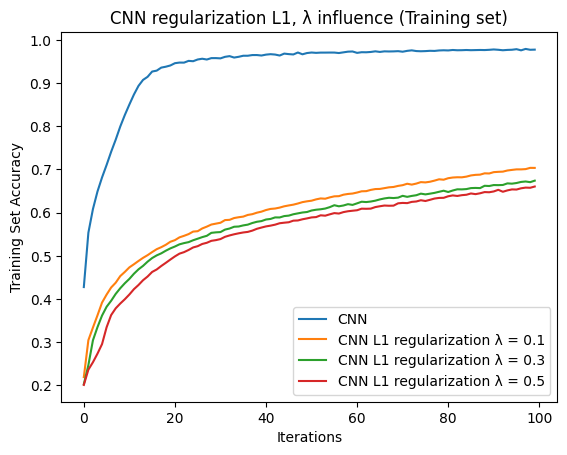 CNN regularization L1, λ influence (Training set)
1.0
0.9
0.8
0.7
0.6
0.5
0.4
0.3
0.2
Training Set Accuracy
CNN
CNN L1 regularization λ = 0.1
CNN L1 regularization λ = 0.3
CNN L1 regularization λ = 0.5
0 20 40 60 80 100
Iterations